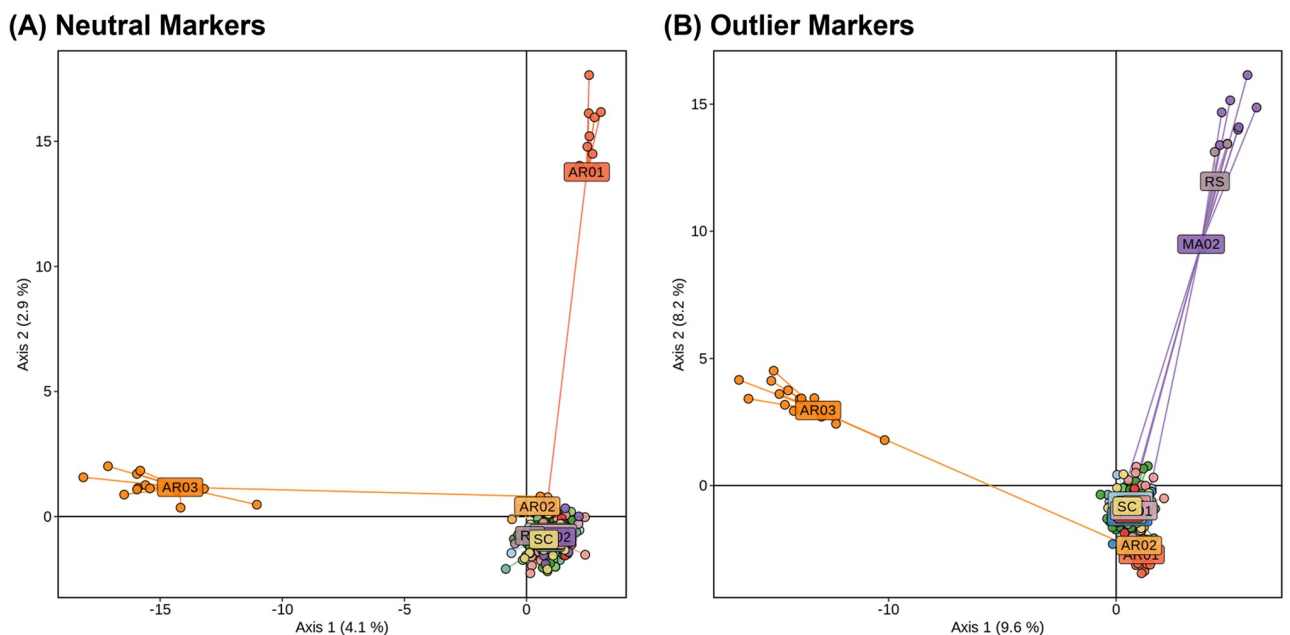 (A) Neutral Markers
(B) Outlier Markers
Axis 2 (2.9 %)
15
10
5
0
AR01
AR03
AR02
SC
-15
-10
-5
0
Axis 1 (4.1 %)
Axis 2 (8.2 %)
15
10
5
0
RS
MA02
AR03
SC
AR02
AR01
-10
0
Axis 1 (9.6 %)